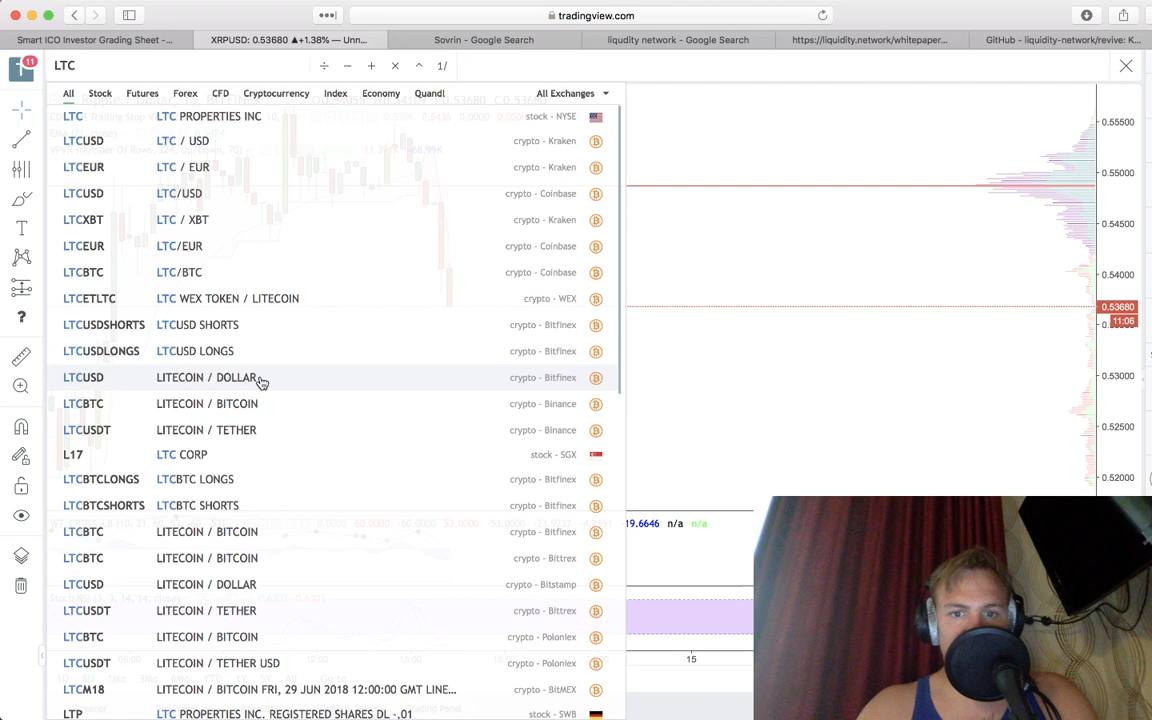 tradingview.com
Smart ICO Investor Grading Sheet -...
XRPUSD: 0.53680 ▲+1.38% — Unn...
Sovrin - Google Search
liqudity network - Google Search
https://liquidity.network/whitepaper...
GitHub - liquidity-network/revive: K...
T
11
LTC
÷ − + × ^ 1/
All Stock Futures Forex CFD Cryptocurrency Index Economy Quandl All Exchanges
LTC LTC PROPERTIES INC stock - NYSE
LTCUSD LTC / USD crypto - Kraken
LTCEUR LTC / EUR crypto - Kraken
LTCUSD LTC/USD crypto - Coinbase
LTCXBT LTC / XBT crypto - Kraken
LTCEUR LTC/EUR crypto - Coinbase
LTCBTC LTC/BTC crypto - Coinbase
LTCETLTC LTC WEX TOKEN / LITECOIN crypto - WEX
LTCUSDSHORTS LTCUSD SHORTS crypto - Bitfinex
LTCUSDLONGS LTCUSD LONGS crypto - Bitfinex
LTCUSD LITECOIN / DOLLAR crypto - Bitfinex
LTCBTC LITECOIN / BITCOIN crypto - Binance
LTCUSDT LITECOIN / TETHER crypto - Binance
L17 LTC CORP stock - SGX
LTCBTCLONGS LTCBTC LONGS crypto - Bitfinex
LTCBTCSHORTS LTCBTC SHORTS crypto - Bitfinex
LTCBTC LITECOIN / BITCOIN crypto - Bitfinex
LTCBTC LITECOIN / BITCOIN crypto - Bittrex
LTCUSD LITECOIN / DOLLAR crypto - Bitstamp
LTCUSDT LITECOIN / TETHER crypto - Bittrex
LTCBTC LITECOIN / BITCOIN crypto - Poloniex
LTCUSDT LITECOIN / TETHER USD crypto - Poloniex
LTCM18 LITECOIN / BITCOIN FRI, 29 JUN 2018 12:00:00 GMT LINE... crypto - BitMEX
LTP LTC PROPERTIES INC. REGISTERED SHARES DL -,01 stock - SWB
0.55500
0.55000
0.54500
0.54000
0.53680
11:06
0.53000
0.52500
0.52000
19.6646 n/a n/a
15